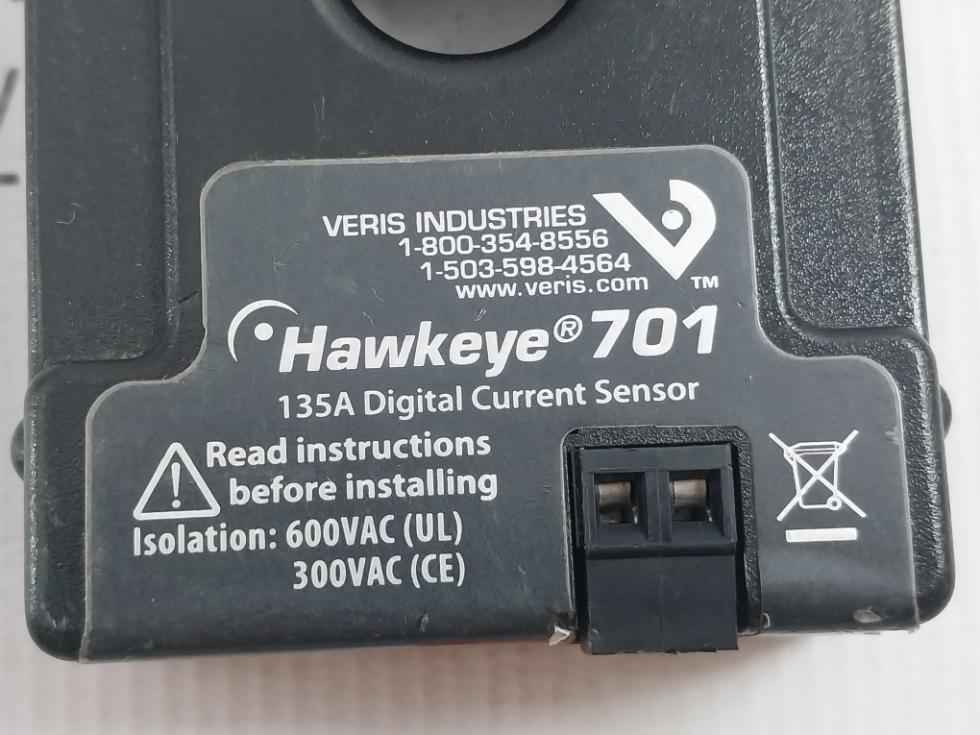 VERIS INDUSTRIES
1-800-354-8556
1-503-598-4564
www.veris.com
TM
Hawkeye® 701
135A Digital Current Sensor
Read instructions
before installing
Isolation: 600VAC (UL)
300VAC (CE)